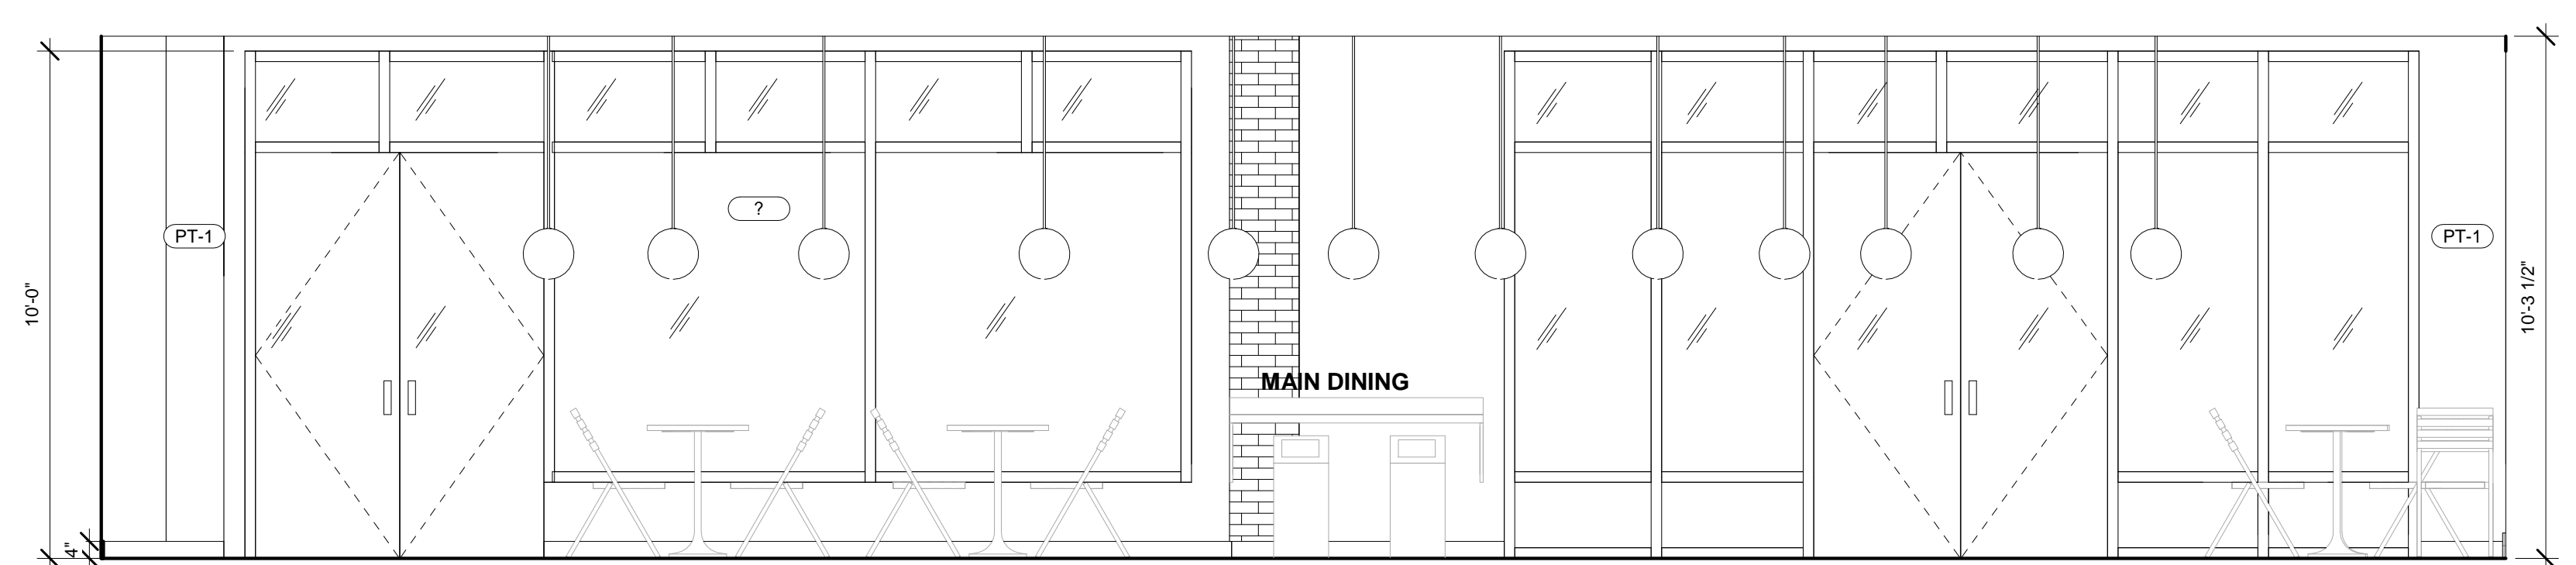 ?
PT-1
PT-1
10'-0"
10'-3 1/2"
MAIN DINING
4"